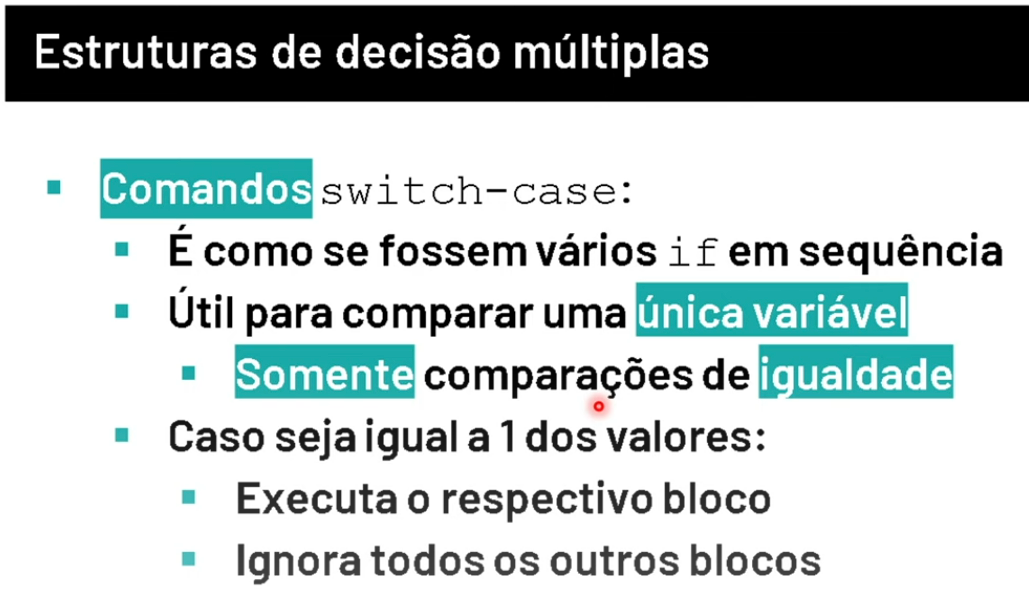 Estruturas de decisão múltiplas
Comandos switch-case:
É como se fossem vários if em sequência
Útil para comparar uma única variável
Somente comparações de igualdade
Caso seja igual a 1 dos valores:
Executa o respectivo bloco
Ignora todos os outros blocos